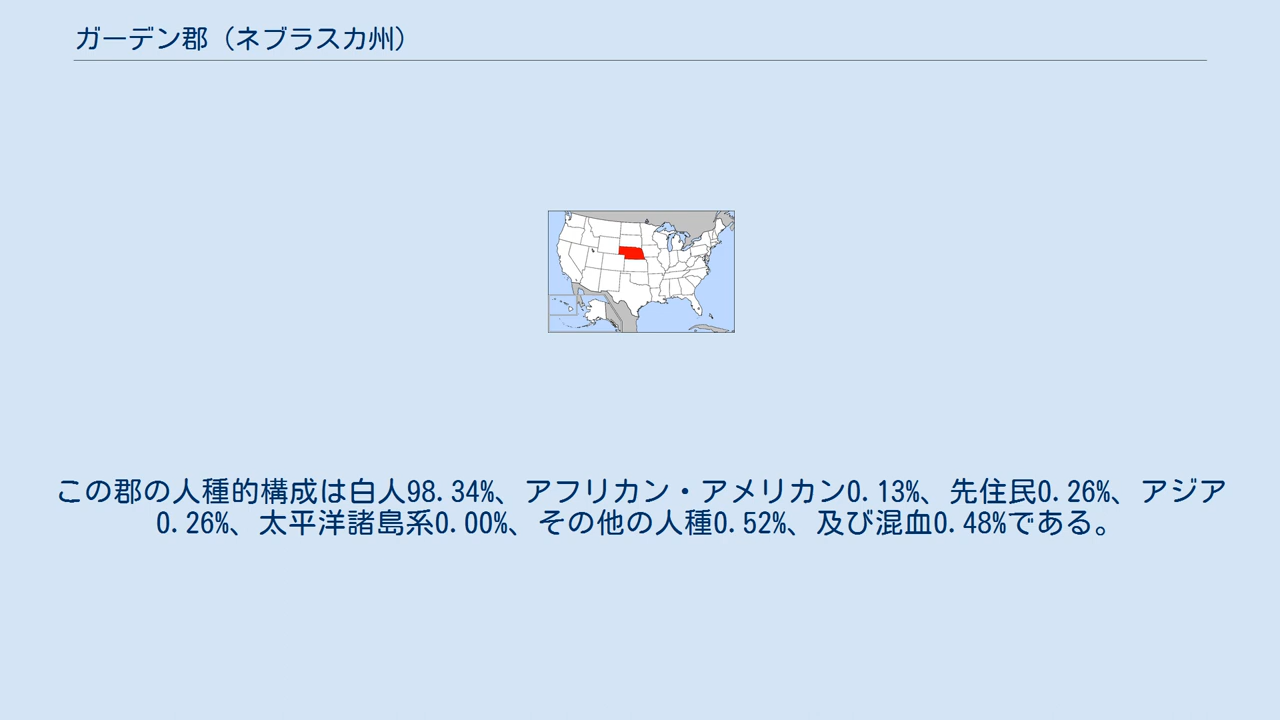 ガーデン郡（ネブラスカ州）
この郡の人種的構成は白人98.34%、アフリカン・アメリカン0.13%、先住民0.26%、アジア
0.26%、太平洋諸島系0.00%、その他の人種0.52%、及び混血0.48%である。